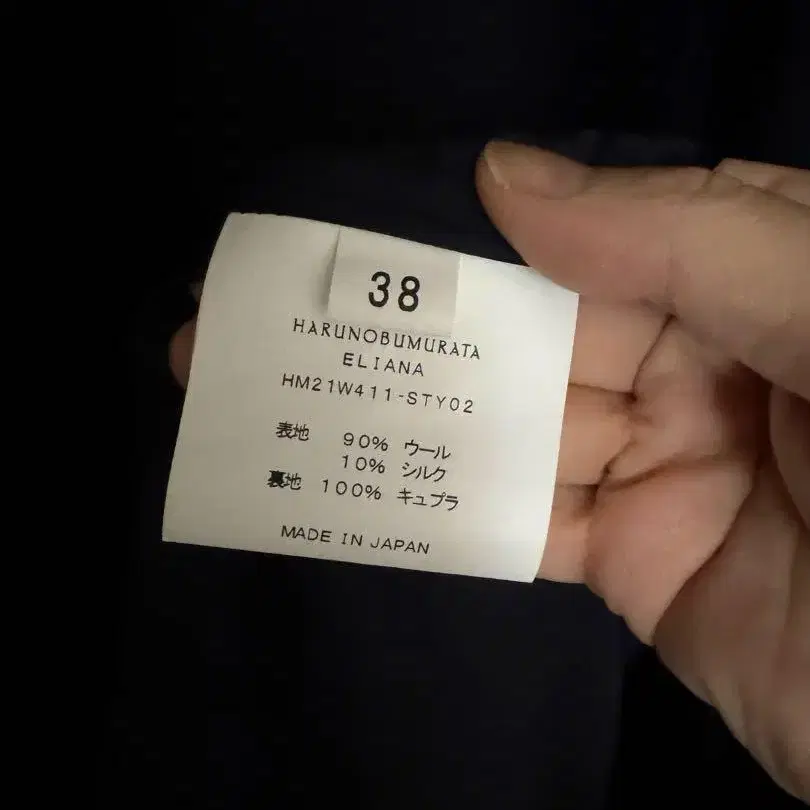 38
HARUNOBUMURATA
ELIANA
HM21W411-STY02
表地 90% ウール
10% シルク
裏地 100% キュプラ
MADE IN JAPAN